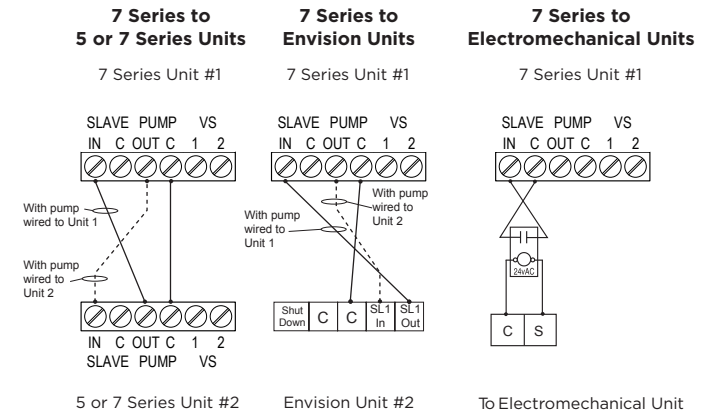 7 Series to
5 or 7 Series Units
7 Series Unit #1
SLAVE PUMP VS
IN C OUT C 1 2
With pump
wired to Unit 1
With pump
wired to
Unit 2
IN C OUT C 1 2
SLAVE PUMP VS
5 or 7 Series Unit #2
7 Series to
Envision Units
7 Series Unit #1
SLAVE PUMP VS
IN C OUT C 1 2
With pump
wired to
Unit 2
With pump
wired to
Unit 1
Shut
Down
C
C
SL1
In
SL1
Out
Envision Unit #2
7 Series to
Electromechanical Units
7 Series Unit #1
SLAVE PUMP VS
IN C OUT C 1 2
24vAC
C
S
To Electromechanical Unit